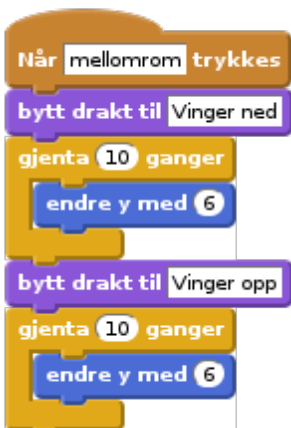 Når mellomrom trykkes
bytt drakt til Vinger ned
gjenta 10 ganger
endre y med 6
bytt drakt til Vinger opp
gjenta 10 ganger
endre y med 6